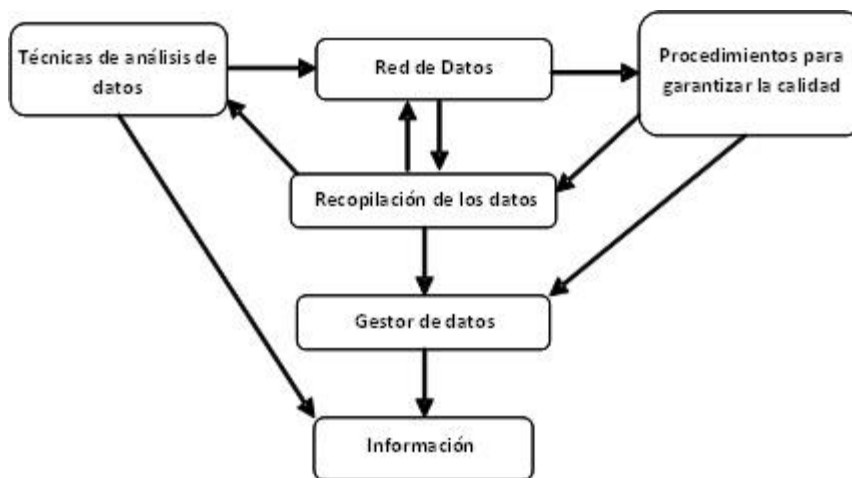 Técnicas de análisis de
datos
Red de Datos
Procedimientos para
garantizar la calidad
Recopilación de los datos
Gestor de datos
Información